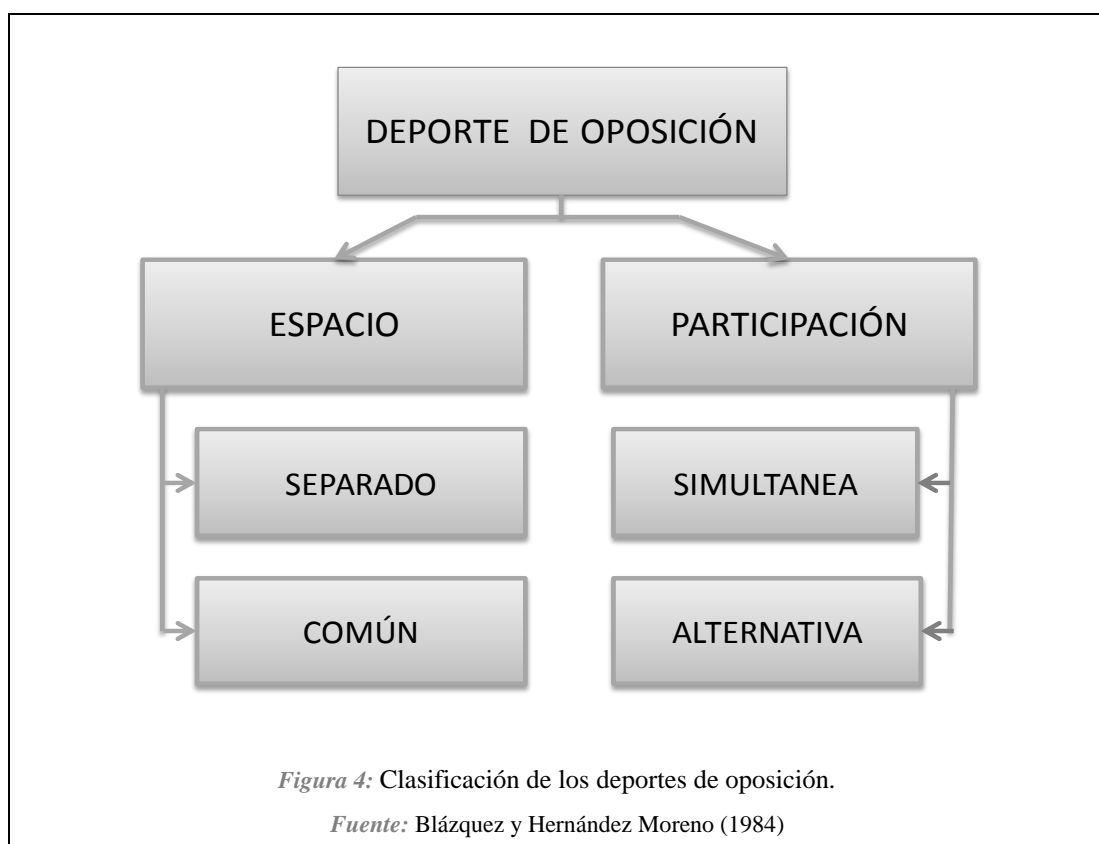 DEPORTE DE OPOSICIÓN
ESPACIO
PARTICIPACIÓN
SEPARADO
SIMULTANEA
COMÚN
ALTERNATIVA
Figura 4: Clasificación de los deportes de oposición.
Fuente: Blázquez y Hernández Moreno (1984)